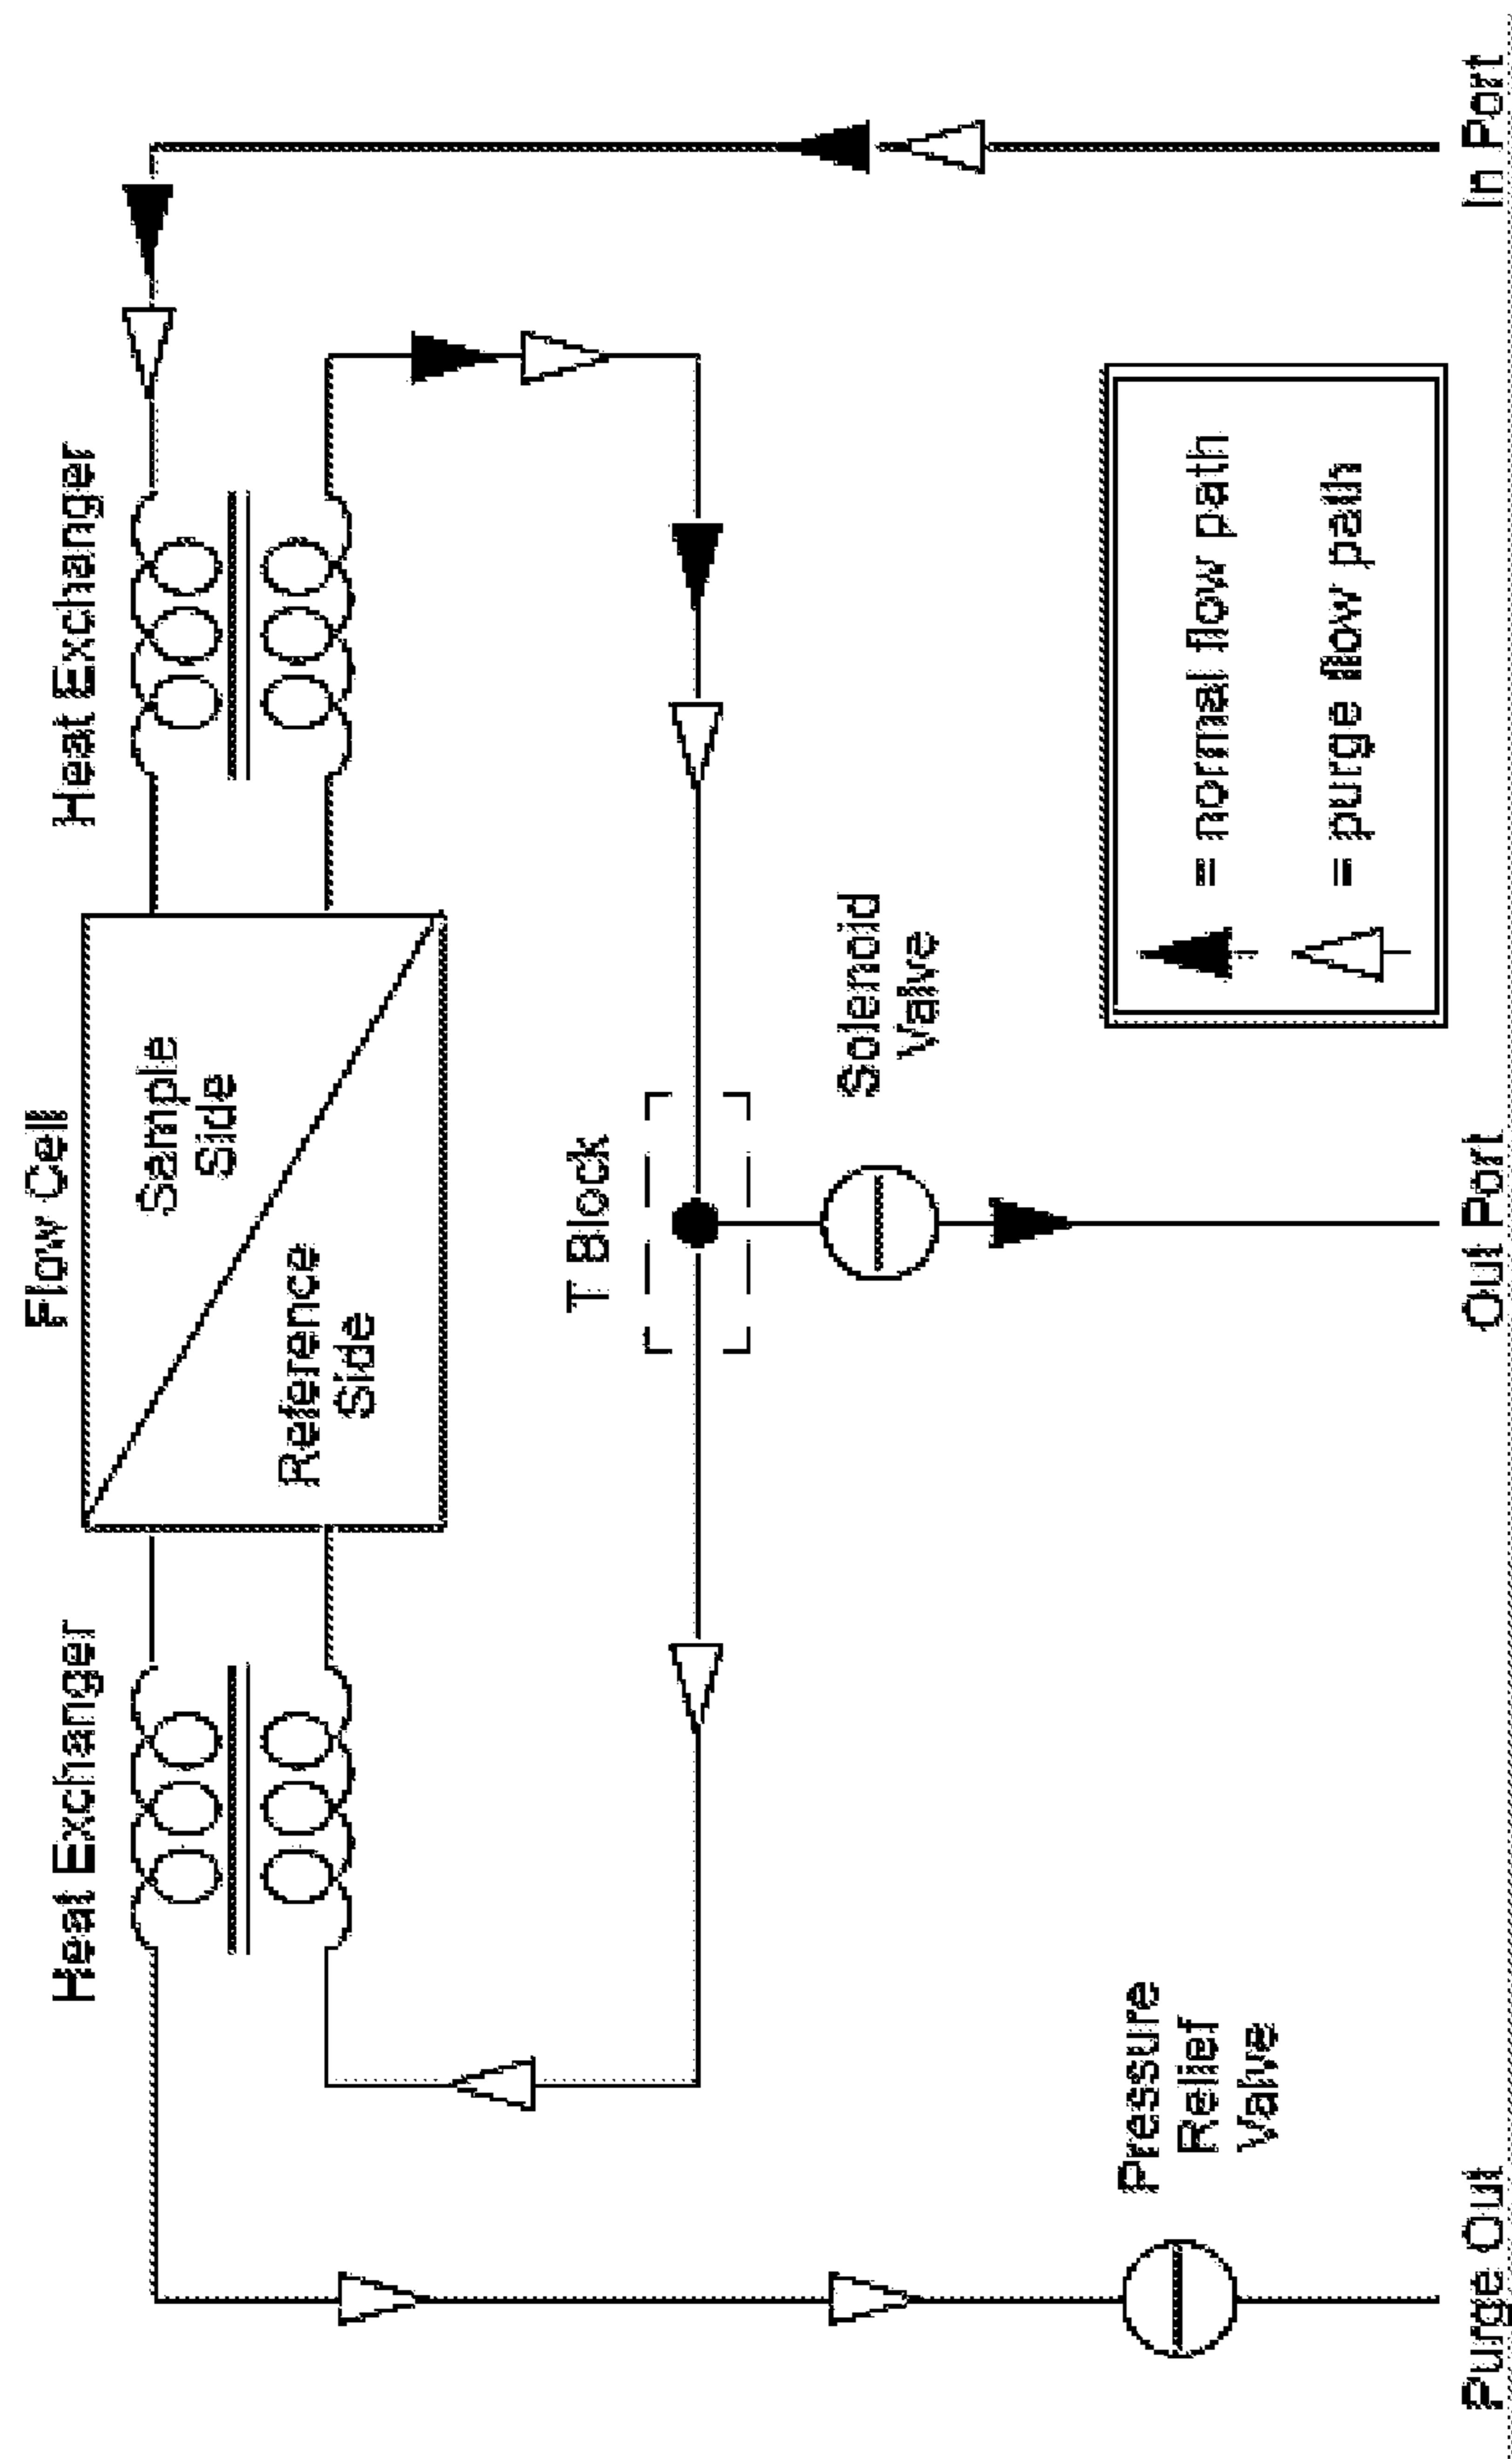 Flow Cell
Heat Exchanger
Heat Exchanger
Sample
Side
Reference
Side
T Block
Solenoid
Valve
Pressure
Relief
Valve
= normal flow path
= purge flow path
Purge Out
Out Port
In Port